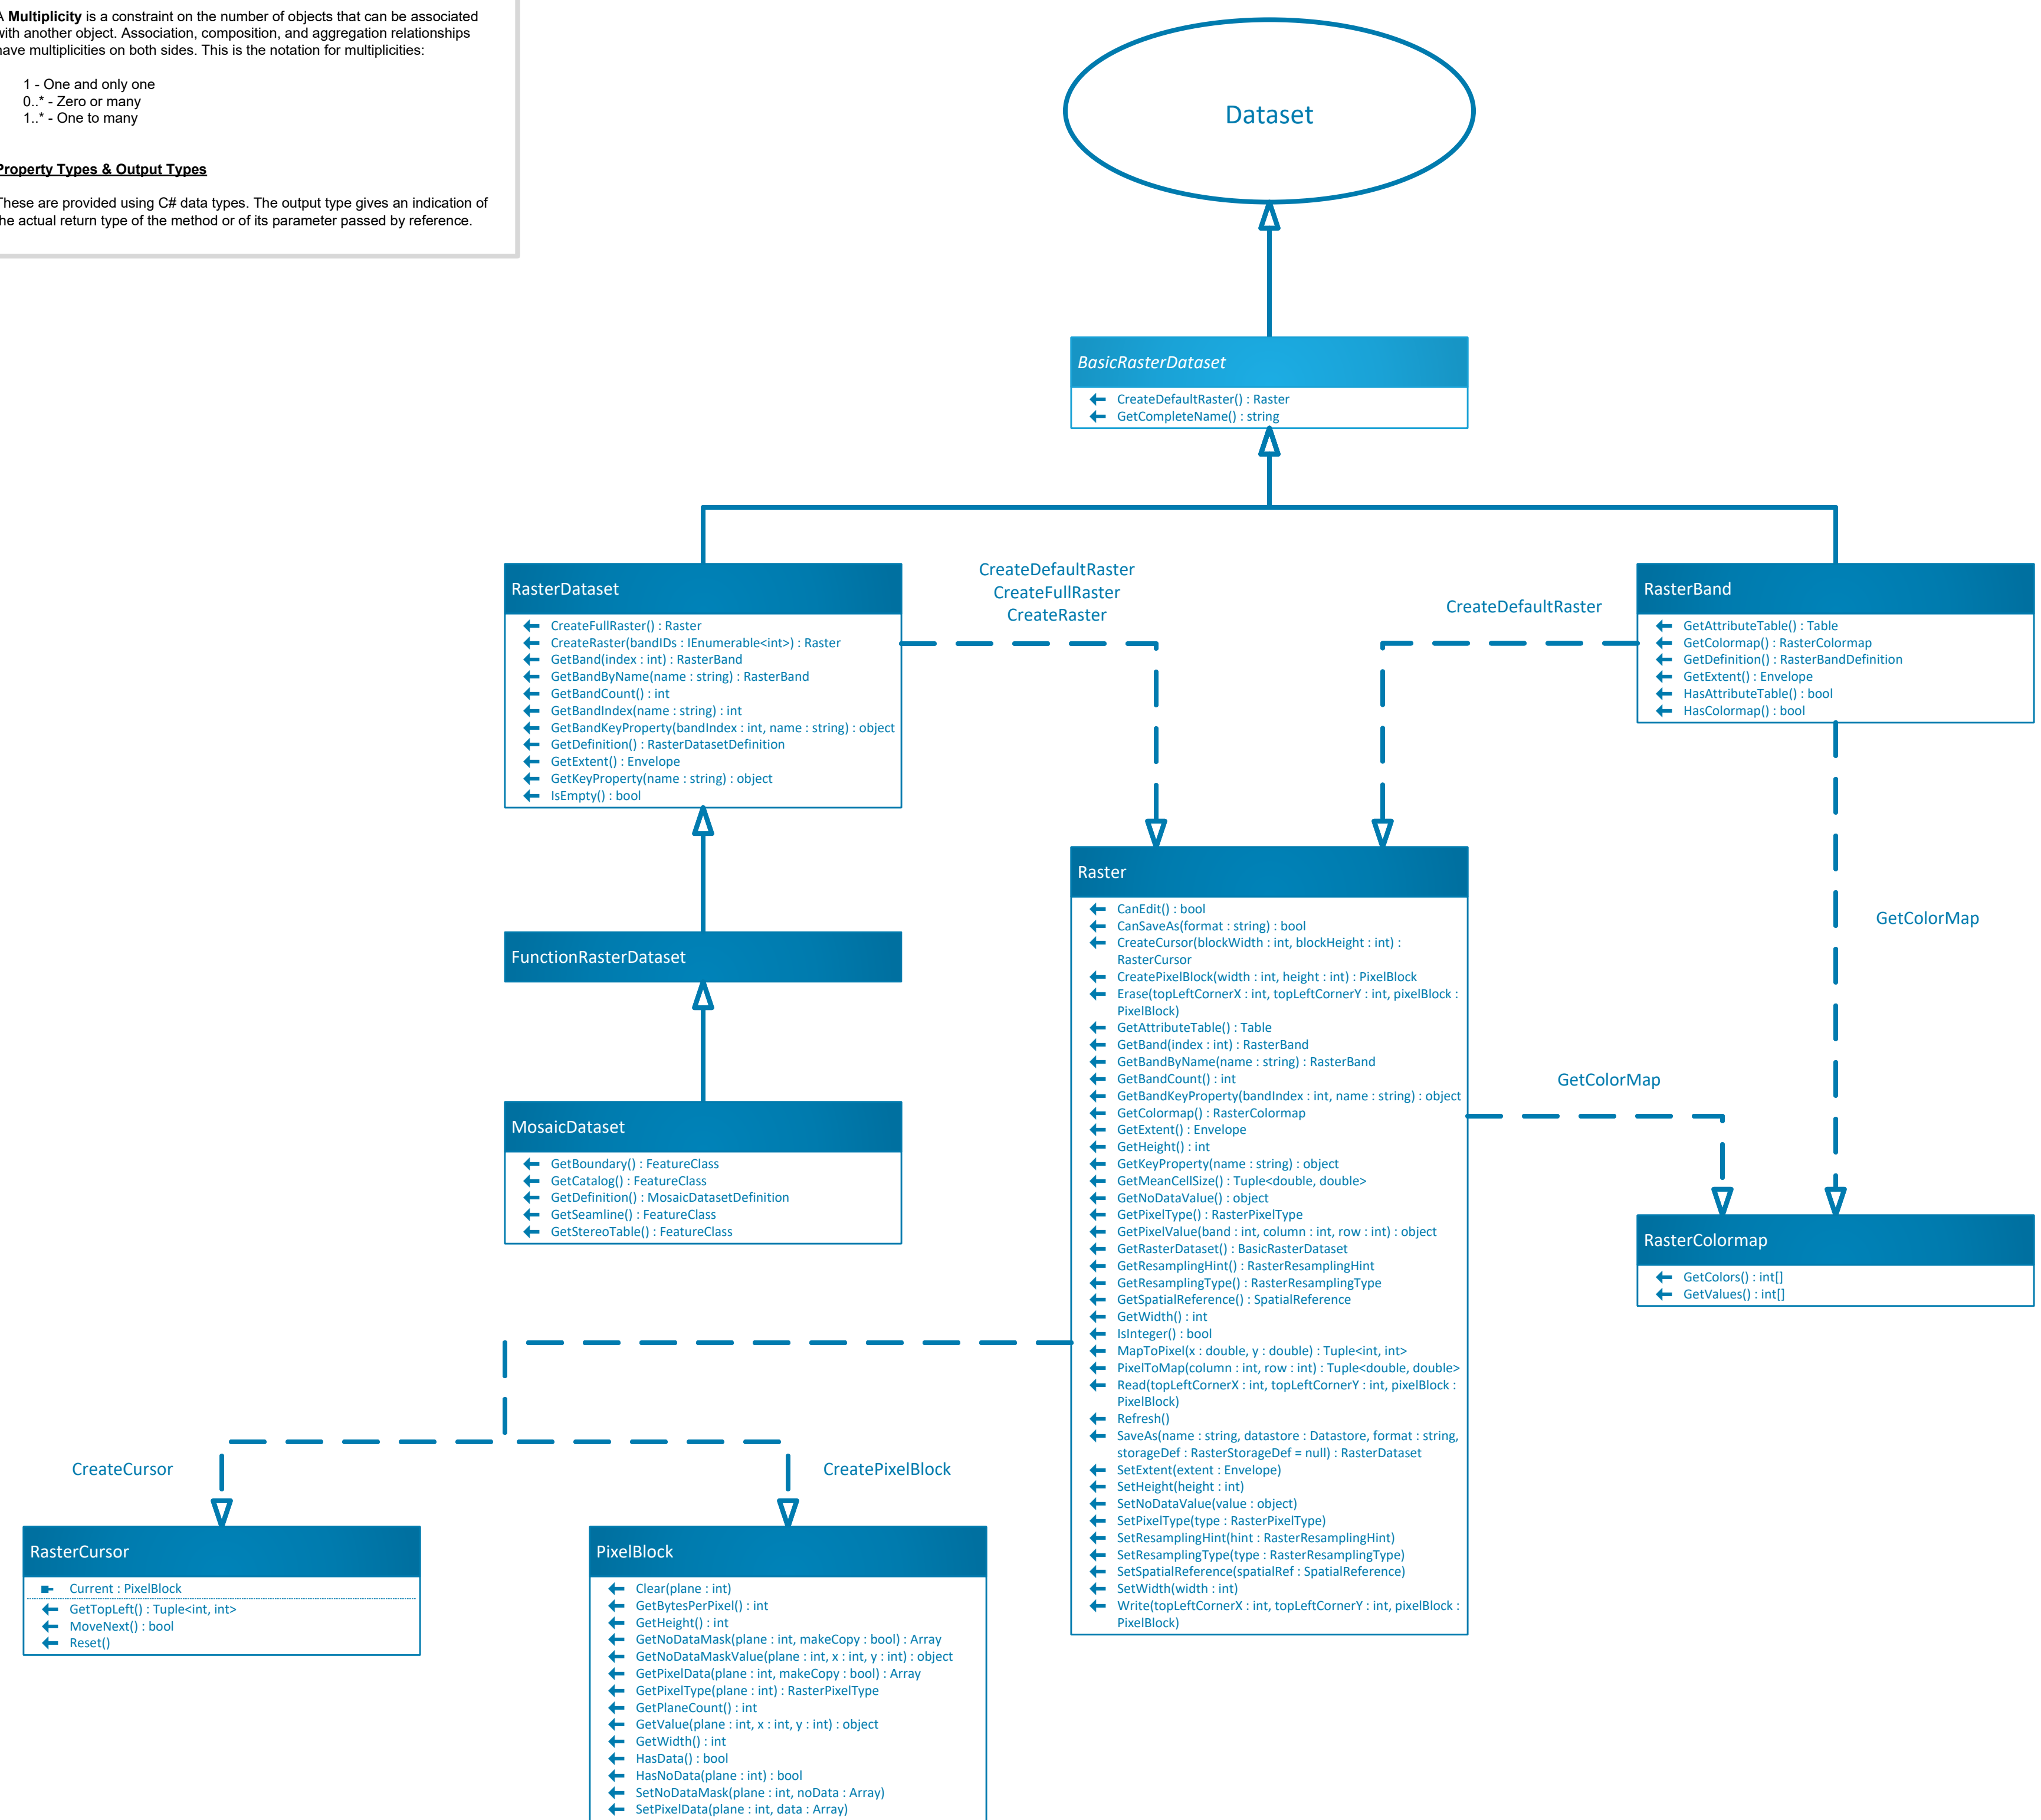 A Multiplicity is a constraint on the number of objects that can be associated
with another object. Association, composition, and aggregation relationships
have multiplicities on both sides. This is the notation for multiplicities:
1 - One and only one
0..* - Zero or many
1..* - One to many
Property Types & Output Types
These are provided using C# data types. The output type gives an indication of
the actual return type of the method or of its parameter passed by reference.
Dataset
BasicRasterDataset
CreateDefaultRaster() : Raster
GetCompleteName() : string
RasterDataset
CreateFullRaster() : Raster
CreateRaster(bandIDs : IEnumerable<int>) : Raster
GetBand(index : int) : RasterBand
GetBandByName(name : string) : RasterBand
GetBandCount() : int
GetBandIndex(name : string) : int
GetBandKeyProperty(bandIndex : int, name : string) : object
GetDefinition() : RasterDatasetDefinition
GetExtent() : Envelope
GetKeyProperty(name : string) : object
IsEmpty() : bool
CreateDefaultRaster
CreateFullRaster
CreateRaster
CreateDefaultRaster
RasterBand
GetAttributeTable() : Table
GetColormap() : RasterColormap
GetDefinition() : RasterBandDefinition
GetExtent() : Envelope
HasAttributeTable() : bool
HasColormap() : bool
FunctionRasterDataset
MosaicDataset
GetBoundary() : FeatureClass
GetCatalog() : FeatureClass
GetDefinition() : MosaicDatasetDefinition
GetSeamline() : FeatureClass
GetStereoTable() : FeatureClass
Raster
CanEdit() : bool
CanSaveAs(format : string) : bool
CreateCursor(blockWidth : int, blockHeight : int) :
RasterCursor
CreatePixelBlock(width : int, height : int) : PixelBlock
Erase(topLeftCornerX : int, topLeftCornerY : int, pixelBlock :
PixelBlock)
GetAttributeTable() : Table
GetBand(index : int) : RasterBand
GetBandByName(name : string) : RasterBand
GetBandCount() : int
GetBandKeyProperty(bandIndex : int, name : string) : object
GetColormap() : RasterColormap
GetExtent() : Envelope
GetHeight() : int
GetKeyProperty(name : string) : object
GetMeanCellSize() : Tuple<double, double>
GetNoDataValue() : object
GetPixelType() : RasterPixelType
GetPixelValue(band : int, column : int, row : int) : object
GetRasterDataset() : BasicRasterDataset
GetResamplingHint() : RasterResamplingHint
GetResamplingType() : RasterResamplingType
GetSpatialReference() : SpatialReference
GetWidth() : int
IsInteger() : bool
MapToPixel(x : double, y : double) : Tuple<int, int>
PixelToMap(column : int, row : int) : Tuple<double, double>
Read(topLeftCornerX : int, topLeftCornerY : int, pixelBlock :
PixelBlock)
Refresh()
SaveAs(name : string, datastore : Datastore, format : string,
storageDef : RasterStorageDef = null) : RasterDataset
SetExtent(extent : Envelope)
SetHeight(height : int)
SetNoDataValue(value : object)
SetPixelType(type : RasterPixelType)
SetResamplingHint(hint : RasterResamplingHint)
SetResamplingType(type : RasterResamplingType)
SetSpatialReference(spatialRef : SpatialReference)
SetWidth(width : int)
Write(topLeftCornerX : int, topLeftCornerY : int, pixelBlock :
PixelBlock)
GetColorMap
GetColorMap
RasterColormap
GetColors() : int[]
GetValues() : int[]
CreateCursor
CreatePixelBlock
RasterCursor
Current : PixelBlock
GetTopLeft() : Tuple<int, int>
MoveNext() : bool
Reset()
PixelBlock
Clear(plane : int)
GetBytesPerPixel() : int
GetHeight() : int
GetNoDataMask(plane : int, makeCopy : bool) : Array
GetNoDataMaskValue(plane : int, x : int, y : int) : object
GetPixelData(plane : int, makeCopy : bool) : Array
GetPixelType(plane : int) : RasterPixelType
GetPlaneCount() : int
GetValue(plane : int, x : int, y : int) : object
GetWidth() : int
HasData() : bool
HasNoData(plane : int) : bool
SetNoDataMask(plane : int, noData : Array)
SetPixelData(plane : int, data : Array)